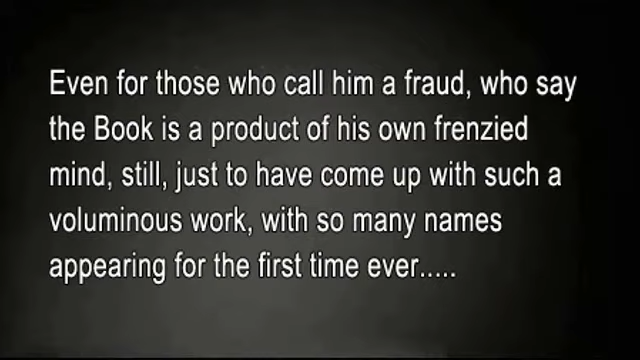 Even for those who call him a fraud, who say
the Book is a product of his own frenzied
mind, still, just to have come up with such a
voluminous work, with so many names
appearing for the first time ever.....